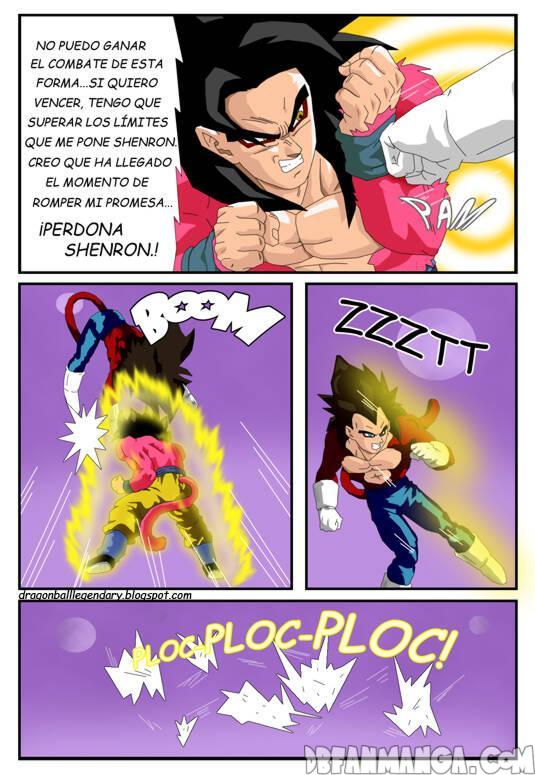 NO PUEDO GANAR
EL COMBATE DE ESTA
FORMA...SI QUIERO
VENCER, TENGO QUE
SUPERAR LOS LÍMITES
QUE ME PONE SHENRON.
CREO QUE HA LLEGADO
EL MOMENTO DE
ROMPER MI PROMESA...
¡PERDONA
SHENRON.!
PAM
BOOM
ZZZTT
dragonballlegendary.blogspot.com
PLOC-PLOC-PLOC!
DBFANMANGA.COM